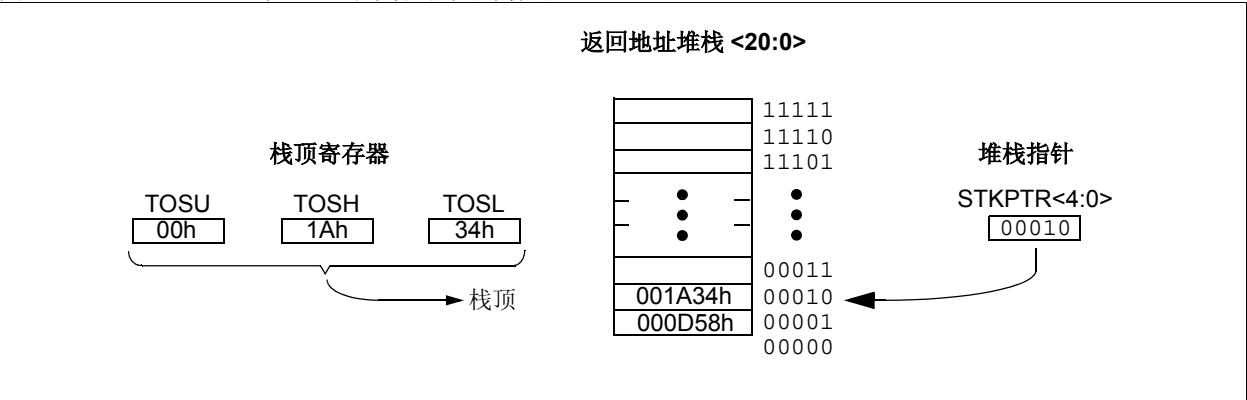 返回地址堆栈 <20:0>
栈顶寄存器
TOSU TOSH TOSL
00h 1Ah 34h
栈顶
11111
11110
11101
00011
001A34h 00010
000D58h 00001
00000
堆栈指针
STKPTR<4:0>
00010